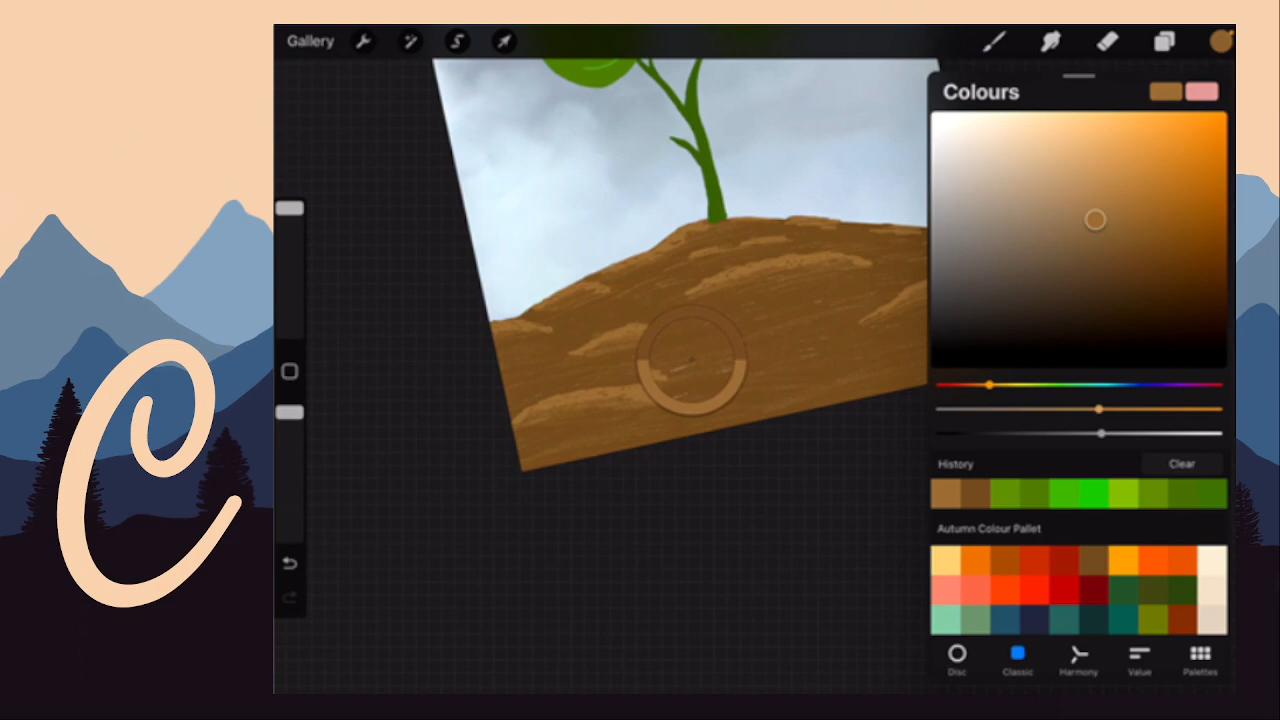 Gallery
Colours
History
Clear
Autumn Colour Pallet
Disc
Classic
Harmony
Value
Palettes
C